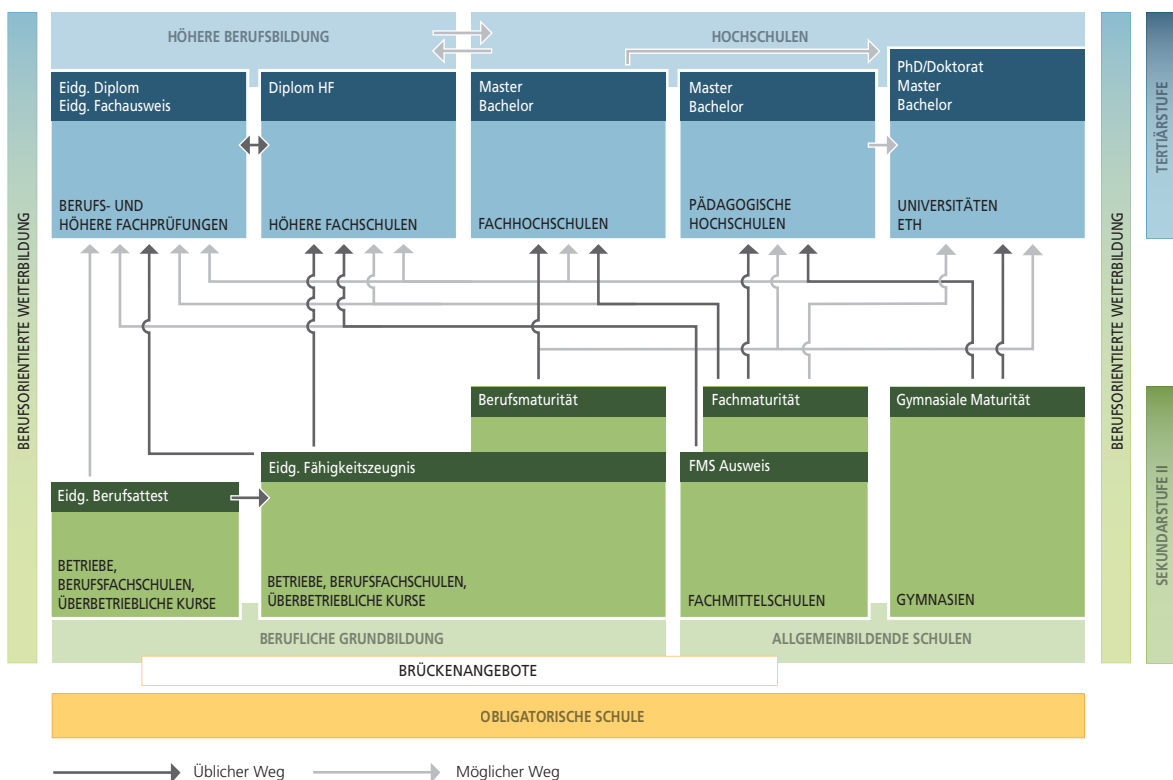 HÖHERE BERUFSBILDUNG
HOCHSCHULEN
Eidg. Diplom
Eidg. Fachausweis
Diplom HF
Master
Bachelor
Master
Bachelor
PhD/Doktorat
Master
Bachelor
BERUFS- UND
HÖHERE FACHPRÜFUNGEN
HÖHERE FACHSCHULEN
FACHHOCHSCHULEN
PÄDAGOGISCHE
HOCHSCHULEN
UNIVERSITÄTEN
ETH
BERUFSORIENTIERTE WEITERBILDUNG
BERUFSORIENTIERTE WEITERBILDUNG
TERTIÄRSTUFE
SEKUNDARSTUFE II
Berufsmaturität
Fachmaturität
Gymnasiale Maturität
Eidg. Fähigkeitszeugnis
FMS Ausweis
Eidg. Berufsattest
BETRIEBE,
BERUFSFACHSCHULEN,
ÜBERBETRIEBLICHE KURSE
BETRIEBE, BERUFSFACHSCHULEN,
ÜBERBETRIEBLICHE KURSE
FACHMITTELSCHULEN
GYMNASIEN
BERUFLICHE GRUNDBILDUNG
ALLGEMEINBILDENDE SCHULEN
BRÜCKENANGEBOTE
OBLIGATORISCHE SCHULE
Üblicher Weg
Möglicher Weg